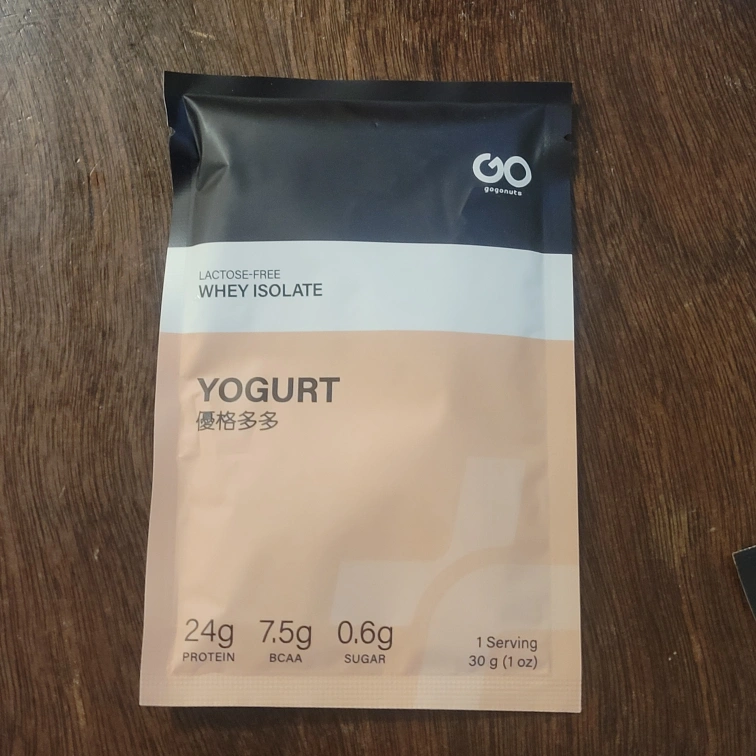 GO
gogonuts
LACTOSE-FREE
WHEY ISOLATE
YOGURT
優格多多
24g 7.5g 0.6g
PROTEIN BCAA SUGAR
1 Serving
30 g (1 oz)